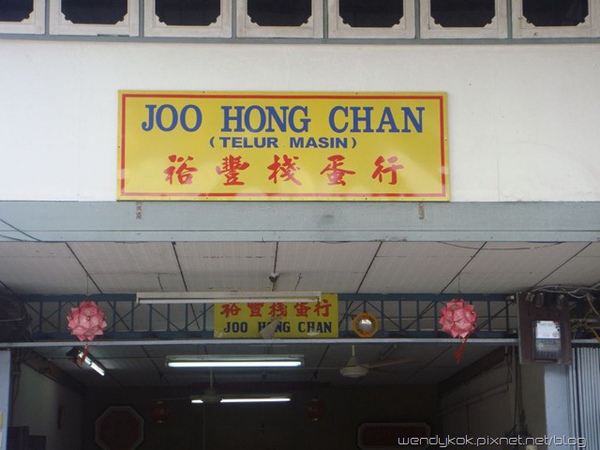 JOO HONG CHAN
(TELUR MASIN)
裕豐棧蛋行
裕豐棧蛋行
JOO HONG CHAN
wendykok.pixnet.net/blog